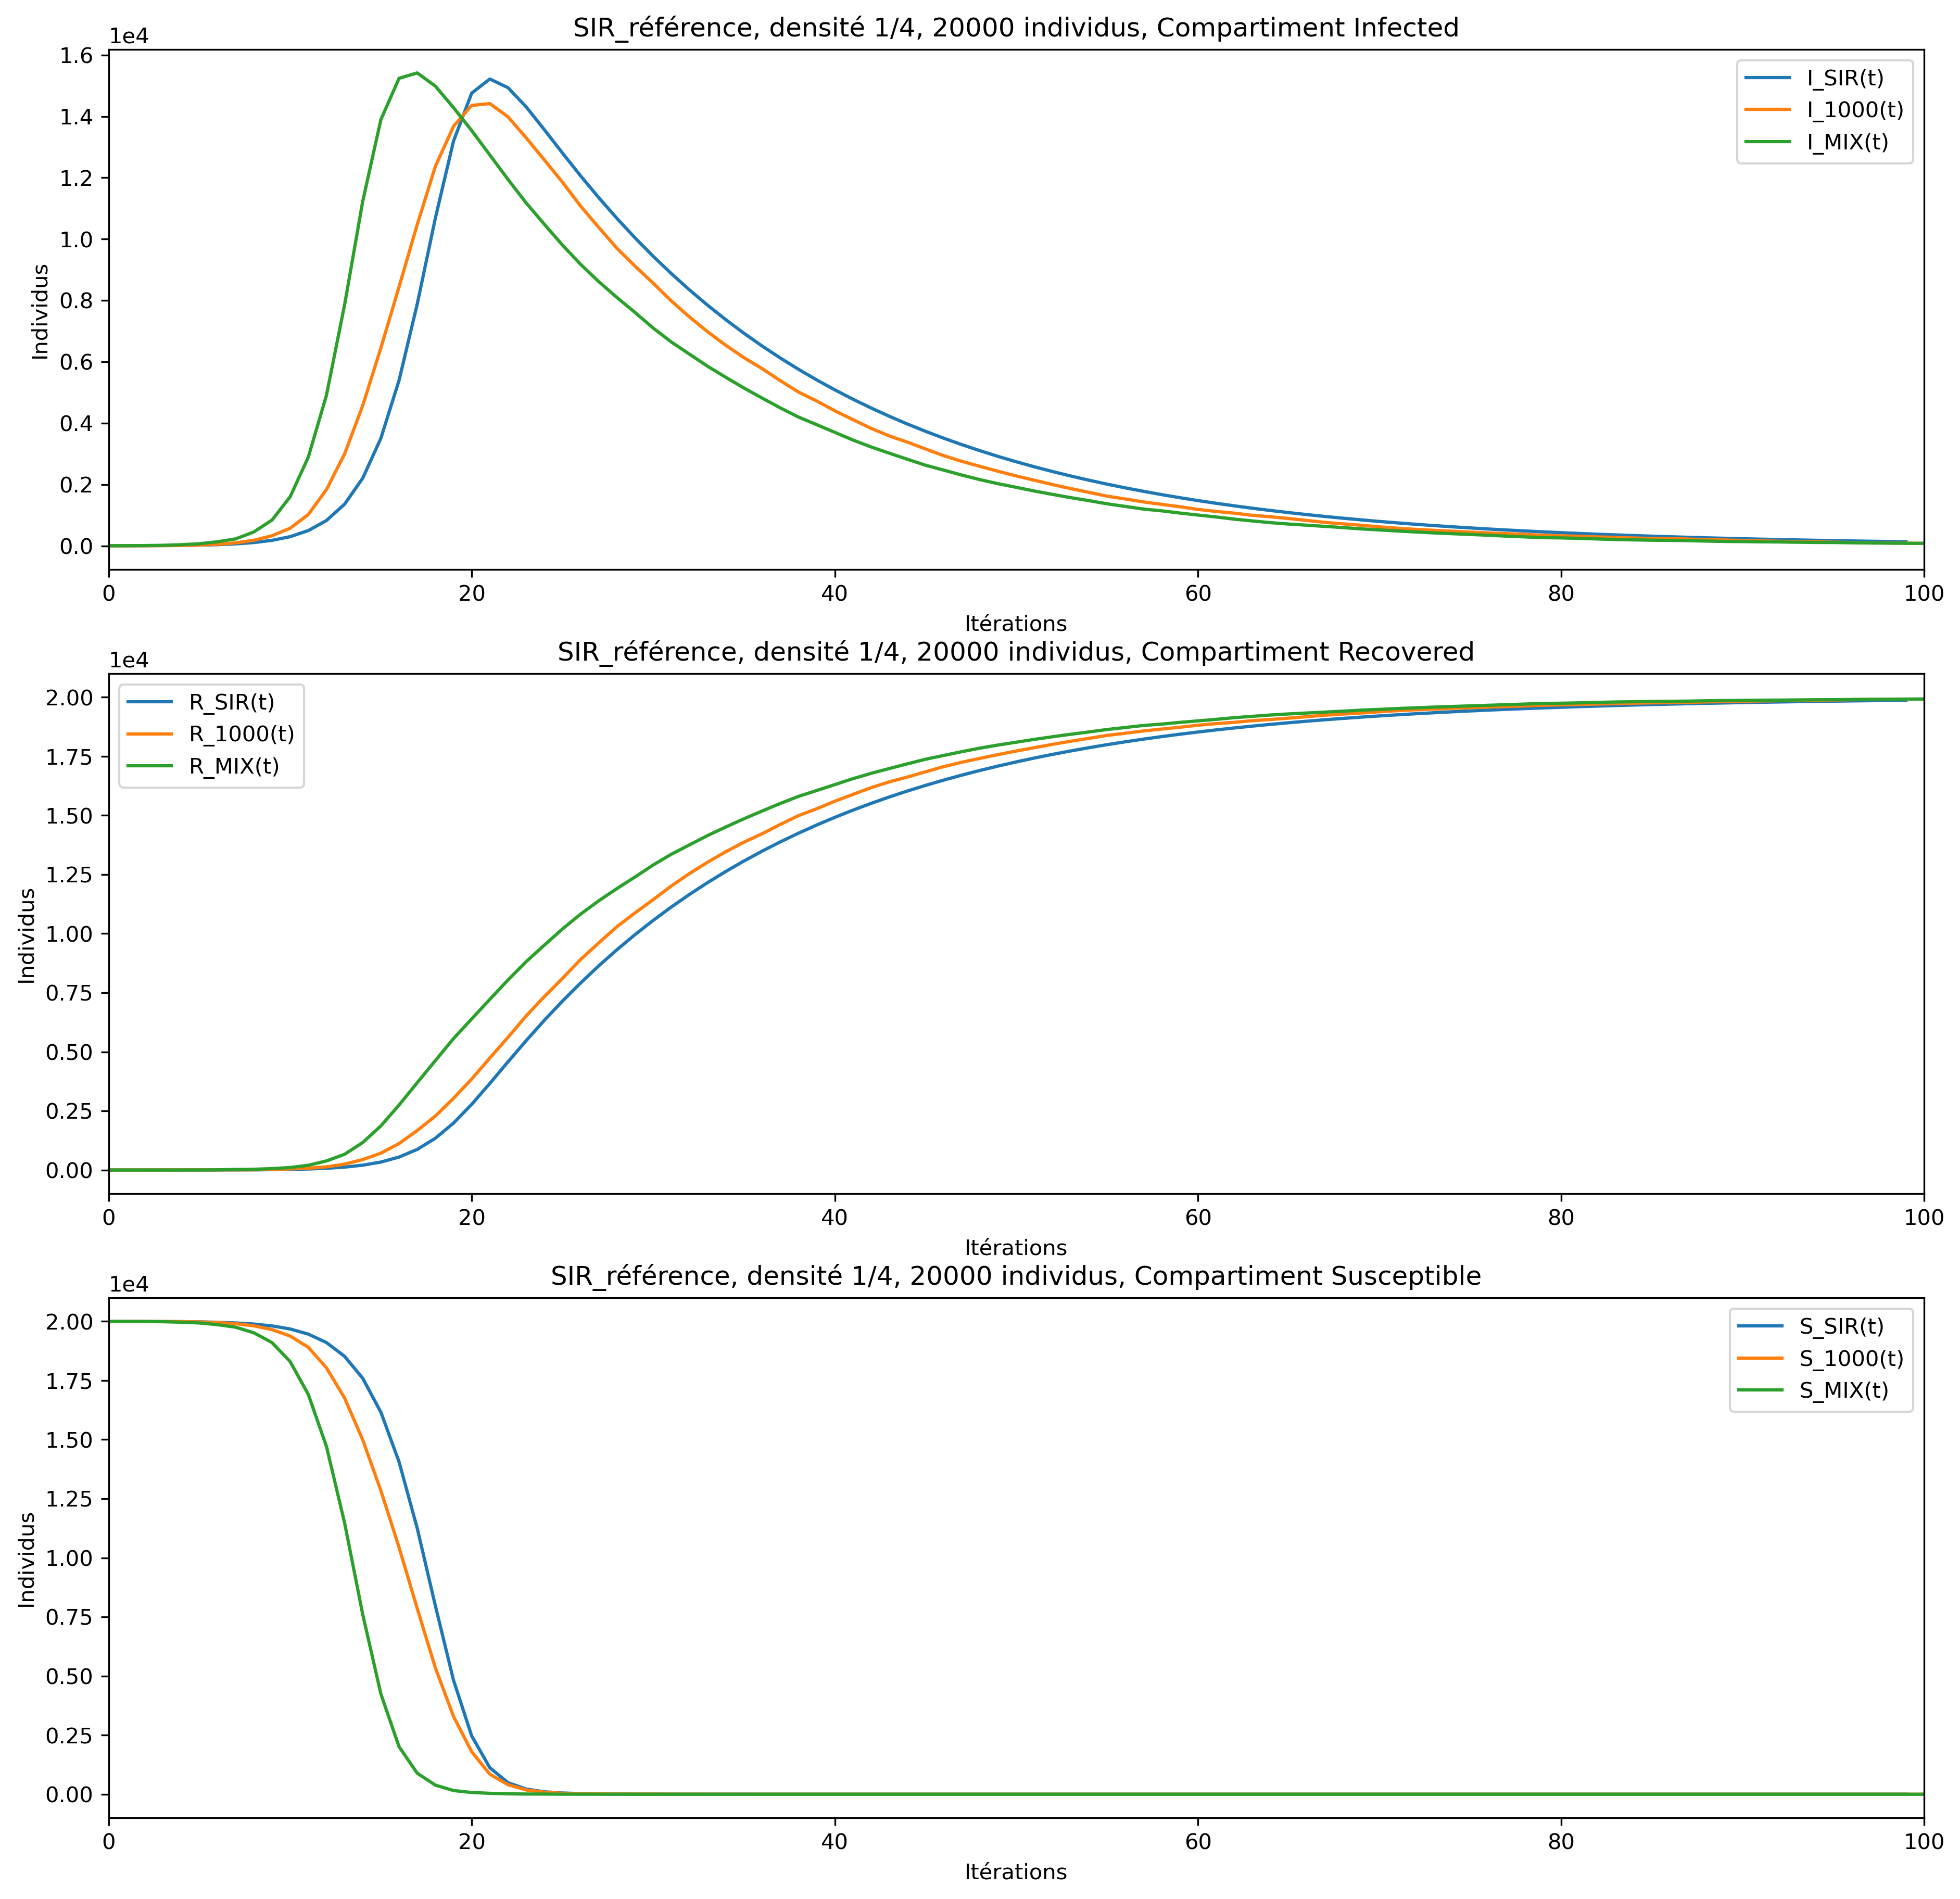 SIR_référence, densité 1/4, 20000 individus, Compartiment Infected
1e4
1.6
1.4
1.2
1.0
0.8
0.6
0.4
0.2
0.0
Individus
I_SIR(t)
I_1000(t)
I_MIX(t)
0 20 40 60 80 100
Itérations
SIR_référence, densité 1/4, 20000 individus, Compartiment Recovered
1e4
2.00
1.75
1.50
1.25
1.00
0.75
0.50
0.25
0.00
Individus
R_SIR(t)
R_1000(t)
R_MIX(t)
0 20 40 60 80 100
Itérations
SIR_référence, densité 1/4, 20000 individus, Compartiment Susceptible
1e4
2.00
1.75
1.50
1.25
1.00
0.75
0.50
0.25
0.00
Individus
S_SIR(t)
S_1000(t)
S_MIX(t)
0 20 40 60 80 100
Itérations